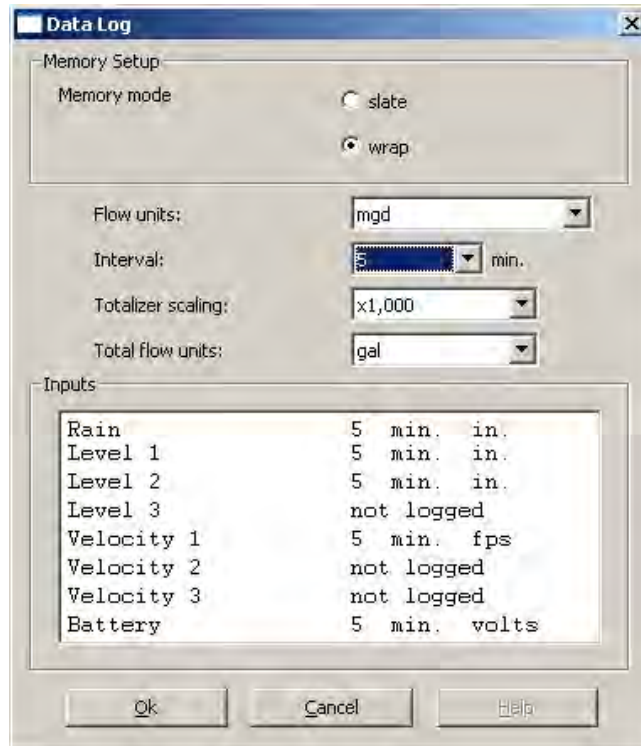 Data Log
Memory Setup
Memory mode
slate
wrap
Flow units: mgd
Interval: 5 min.
Totalizer scaling: x1,000
Total flow units: gal
Inputs
Rain 5 min. in.
Level 1 5 min. in.
Level 2 5 min. in.
Level 3 not logged
Velocity 1 5 min. fps
Velocity 2 not logged
Velocity 3 not logged
Battery 5 min. volts
Ok Cancel Help